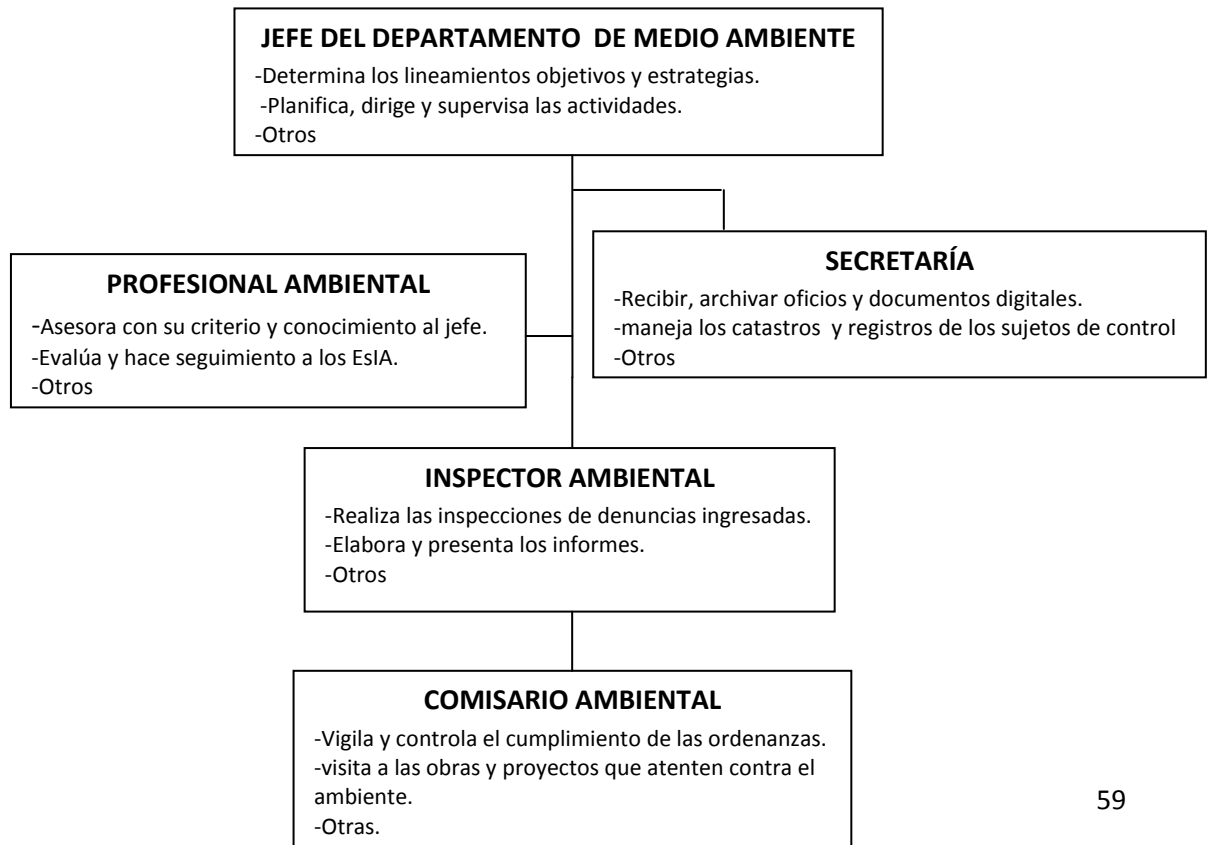 JEFE DEL DEPARTAMENTO DE MEDIO AMBIENTE
-Determina los lineamientos objetivos y estrategias.
-Planifica, dirige y supervisa las actividades.
-Otros
PROFESIONAL AMBIENTAL
-Asesora con su criterio y conocimiento al jefe.
-Evalúa y hace seguimiento a los EsIA.
-Otros
SECRETARÍA
-Recibir, archivar oficios y documentos digitales.
-maneja los catastros y registros de los sujetos de control
-Otros
INSPECTOR AMBIENTAL
-Realiza las inspecciones de denuncias ingresadas.
-Elabora y presenta los informes.
-Otros
COMISARIO AMBIENTAL
-Vigila y controla el cumplimiento de las ordenanzas.
-visita a las obras y proyectos que atenten contra el
ambiente.
-Otras.
59